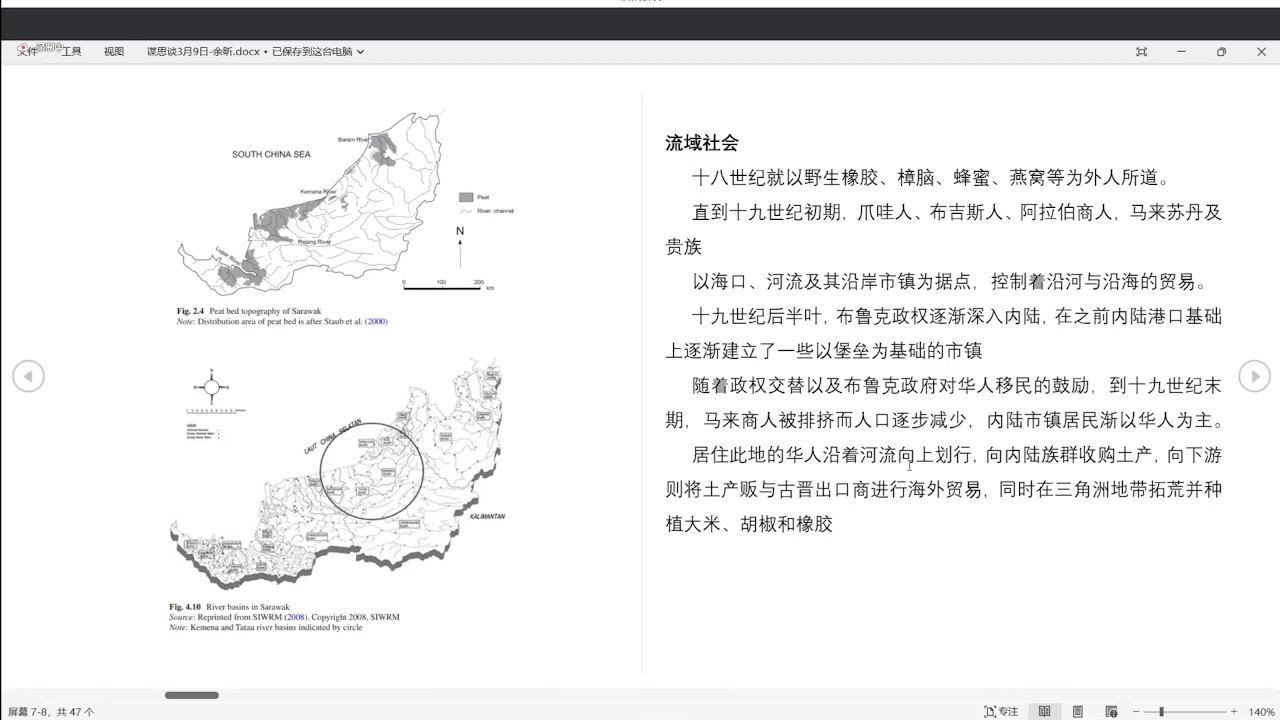 文件
工具
视图
谋思谈3月9日-余昕.docx • 已保存到这台电脑
Baram River
SOUTH CHINA SEA
Kemena River
Peat
River channel
Rejang River
Lupar River
N
0 100 200
km
Fig. 2.4 Peat bed topography of Sarawak
Note: Distribution area of peat bed is after Staub et al. (2000)
LAUT CHINA SELATAN
KALIMANTAN
Fig. 4.10 River basins in Sarawak
Source: Reprinted from SIWRM (2008). Copyright 2008, SIWRM
Note: Kemena and Tatau river basins indicated by circle
流域社会
十八世纪就以野生橡胶、樟脑、蜂蜜、燕窝等为外人所道。
直到十九世纪初期，爪哇人、布吉斯人、阿拉伯商人，马来苏丹及
贵族
以海口、河流及其沿岸市镇为据点，控制着沿河与沿海的贸易。
十九世纪后半叶，布鲁克政权逐渐深入内陆，在之前内陆港口基础
上逐渐建立了一些以堡垒为基础的市镇
随着政权交替以及布鲁克政府对华人移民的鼓励，到十九世纪末
期，马来商人被排挤而人口逐步减少，内陆市镇居民渐以华人为主。
居住此地的华人沿着河流向上划行，向内陆族群收购土产，向下游
则将土产贩与古晋出口商进行海外贸易，同时在三角洲地带拓荒并种
植大米、胡椒和橡胶
屏幕 7-8，共 47 个
专注
140%